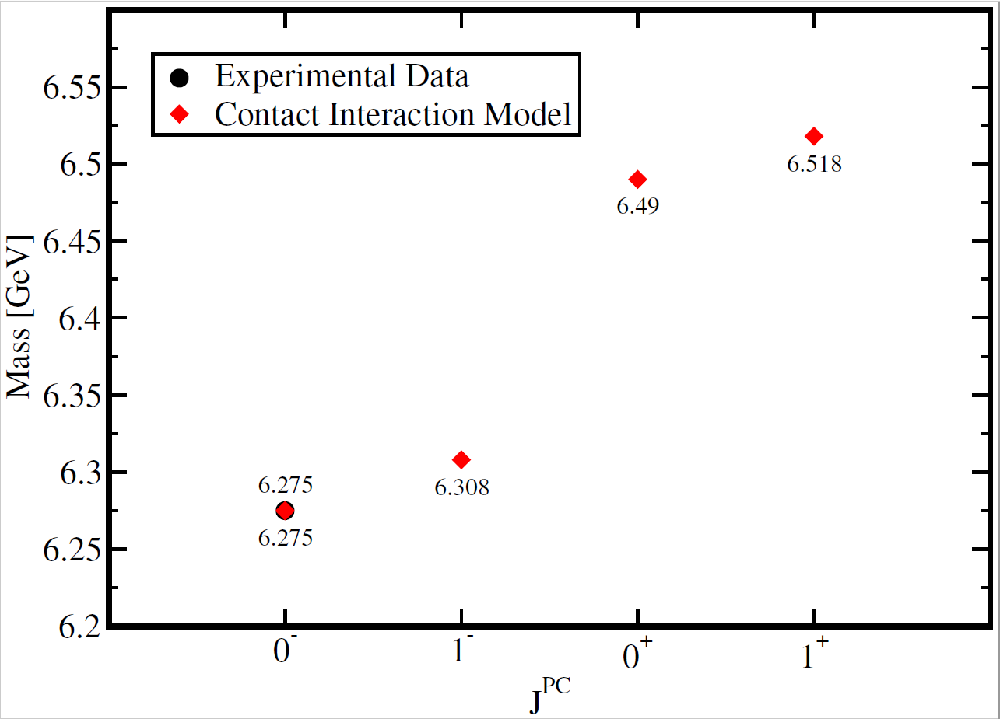 Experimental Data
Contact Interaction Model
Mass [GeV]
6.55
6.5
6.45
6.4
6.35
6.3
6.25
6.2
6.518
6.49
6.308
6.275
6.275
0⁻ 1⁻ 0⁺ 1⁺
Jᴾᶜ